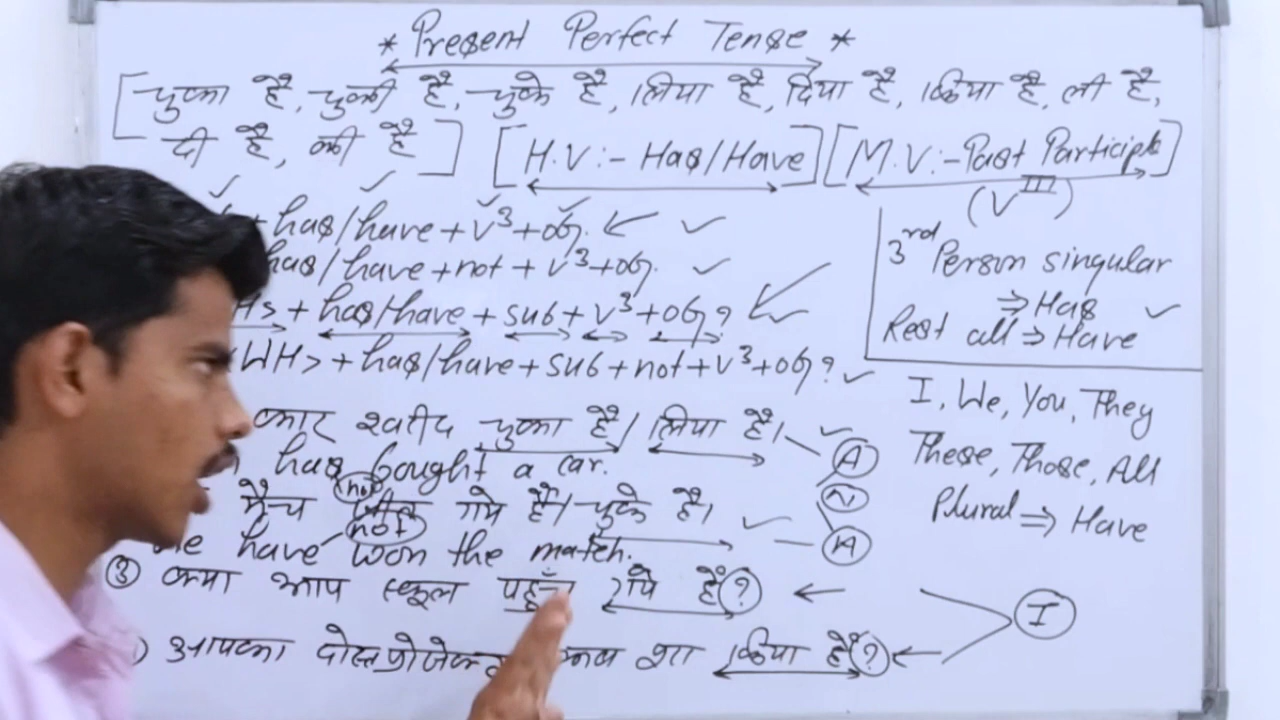 * Present Perfect Tense *
[चुका है, चुकी है, चुके है, लिया है, दिया है, किया है, ली है,
दी है, की है] [H.V:- Has/Have] [M.V:- Past Participle
(V III)
+ has/have + V3 + obj. ✓
has/have + not + V3 + obj. ✓
+ has/have + sub + V3 + obj?
WH> + has/have + sub + not + V3 + obj? ✓
3rd Person singular
⇒ Has ✓
Rest all ⇒ Have
I, We, You, They
These, Those, All
Plural ⇒ Have
कार खरीद चुका है/लिया है। A
has bought a car.
मैच जीत गये हैं/चुके है। (not) N
have won the match. (not) A
③ क्या आप स्कूल पहुँच गये हैं?
आपका दोस्त प्रोजेक्ट कब पूरा किया है? I